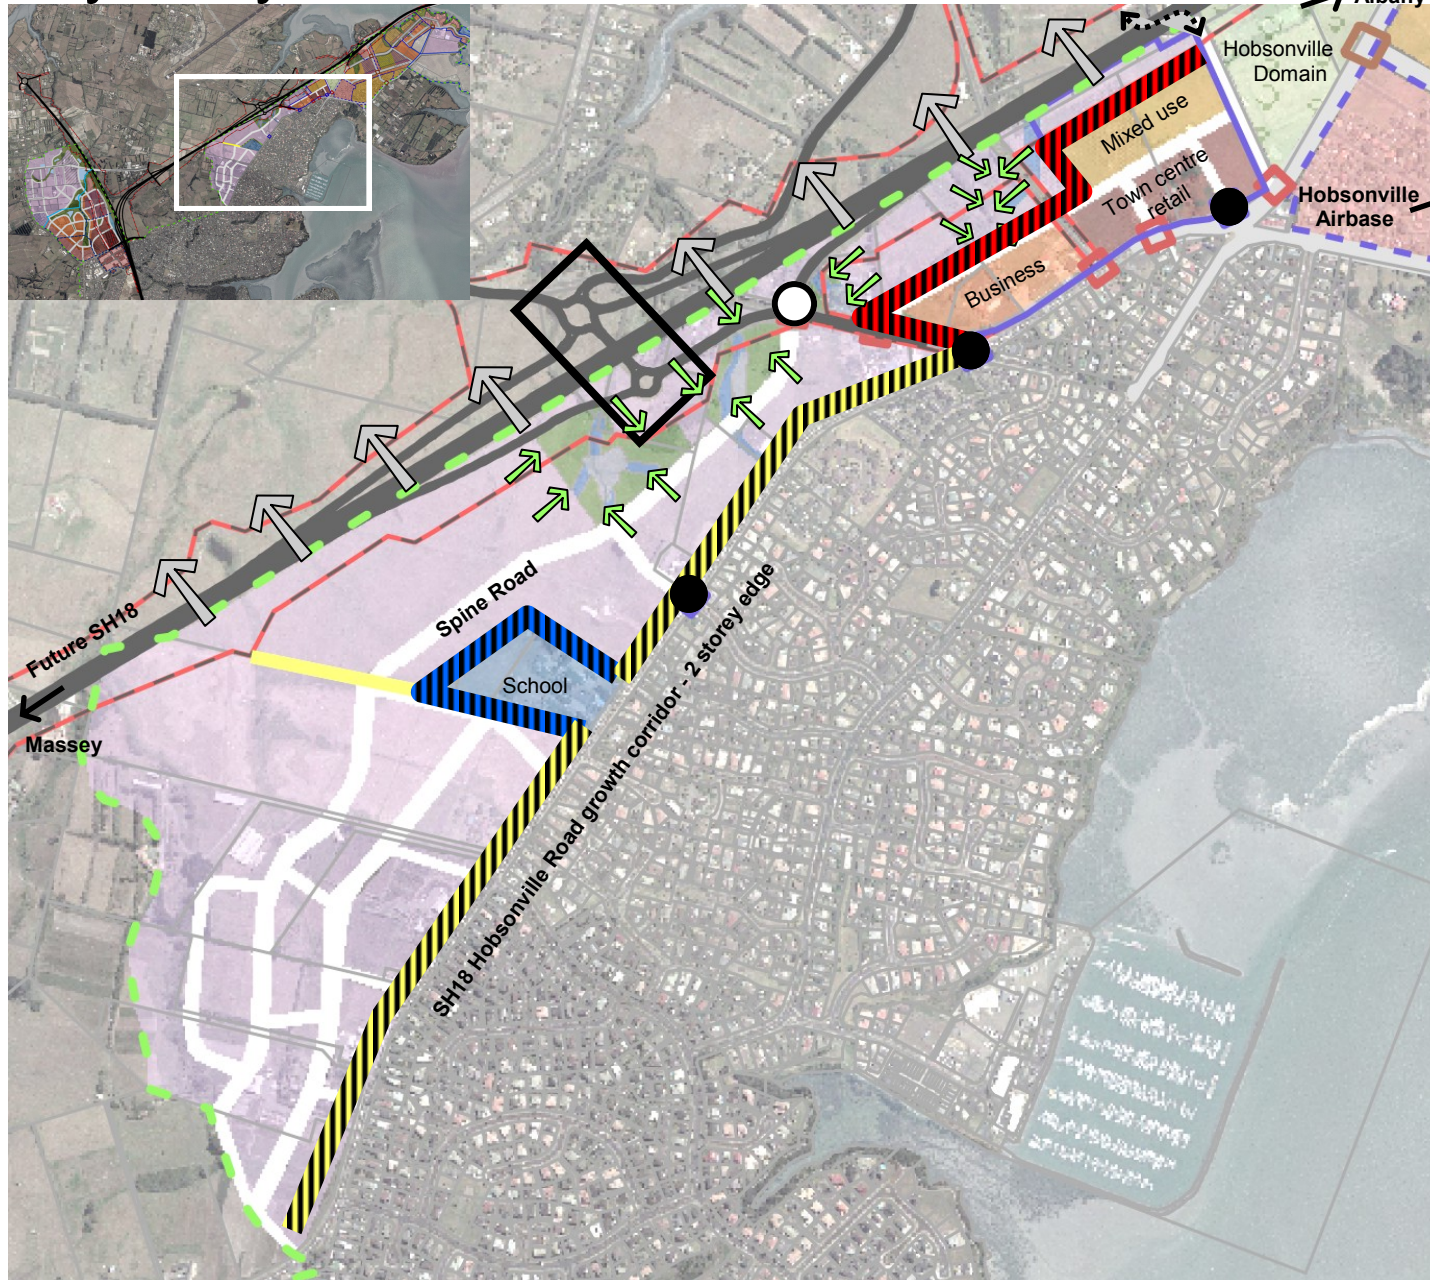 Hobsonville
Domain
Mixed use
Town centre
retail
Hobsonville
Airbase
Business
Spine Road
Future SH18
School
Massey
SH18 Hobsonville Road growth corridor - 2 storey edge